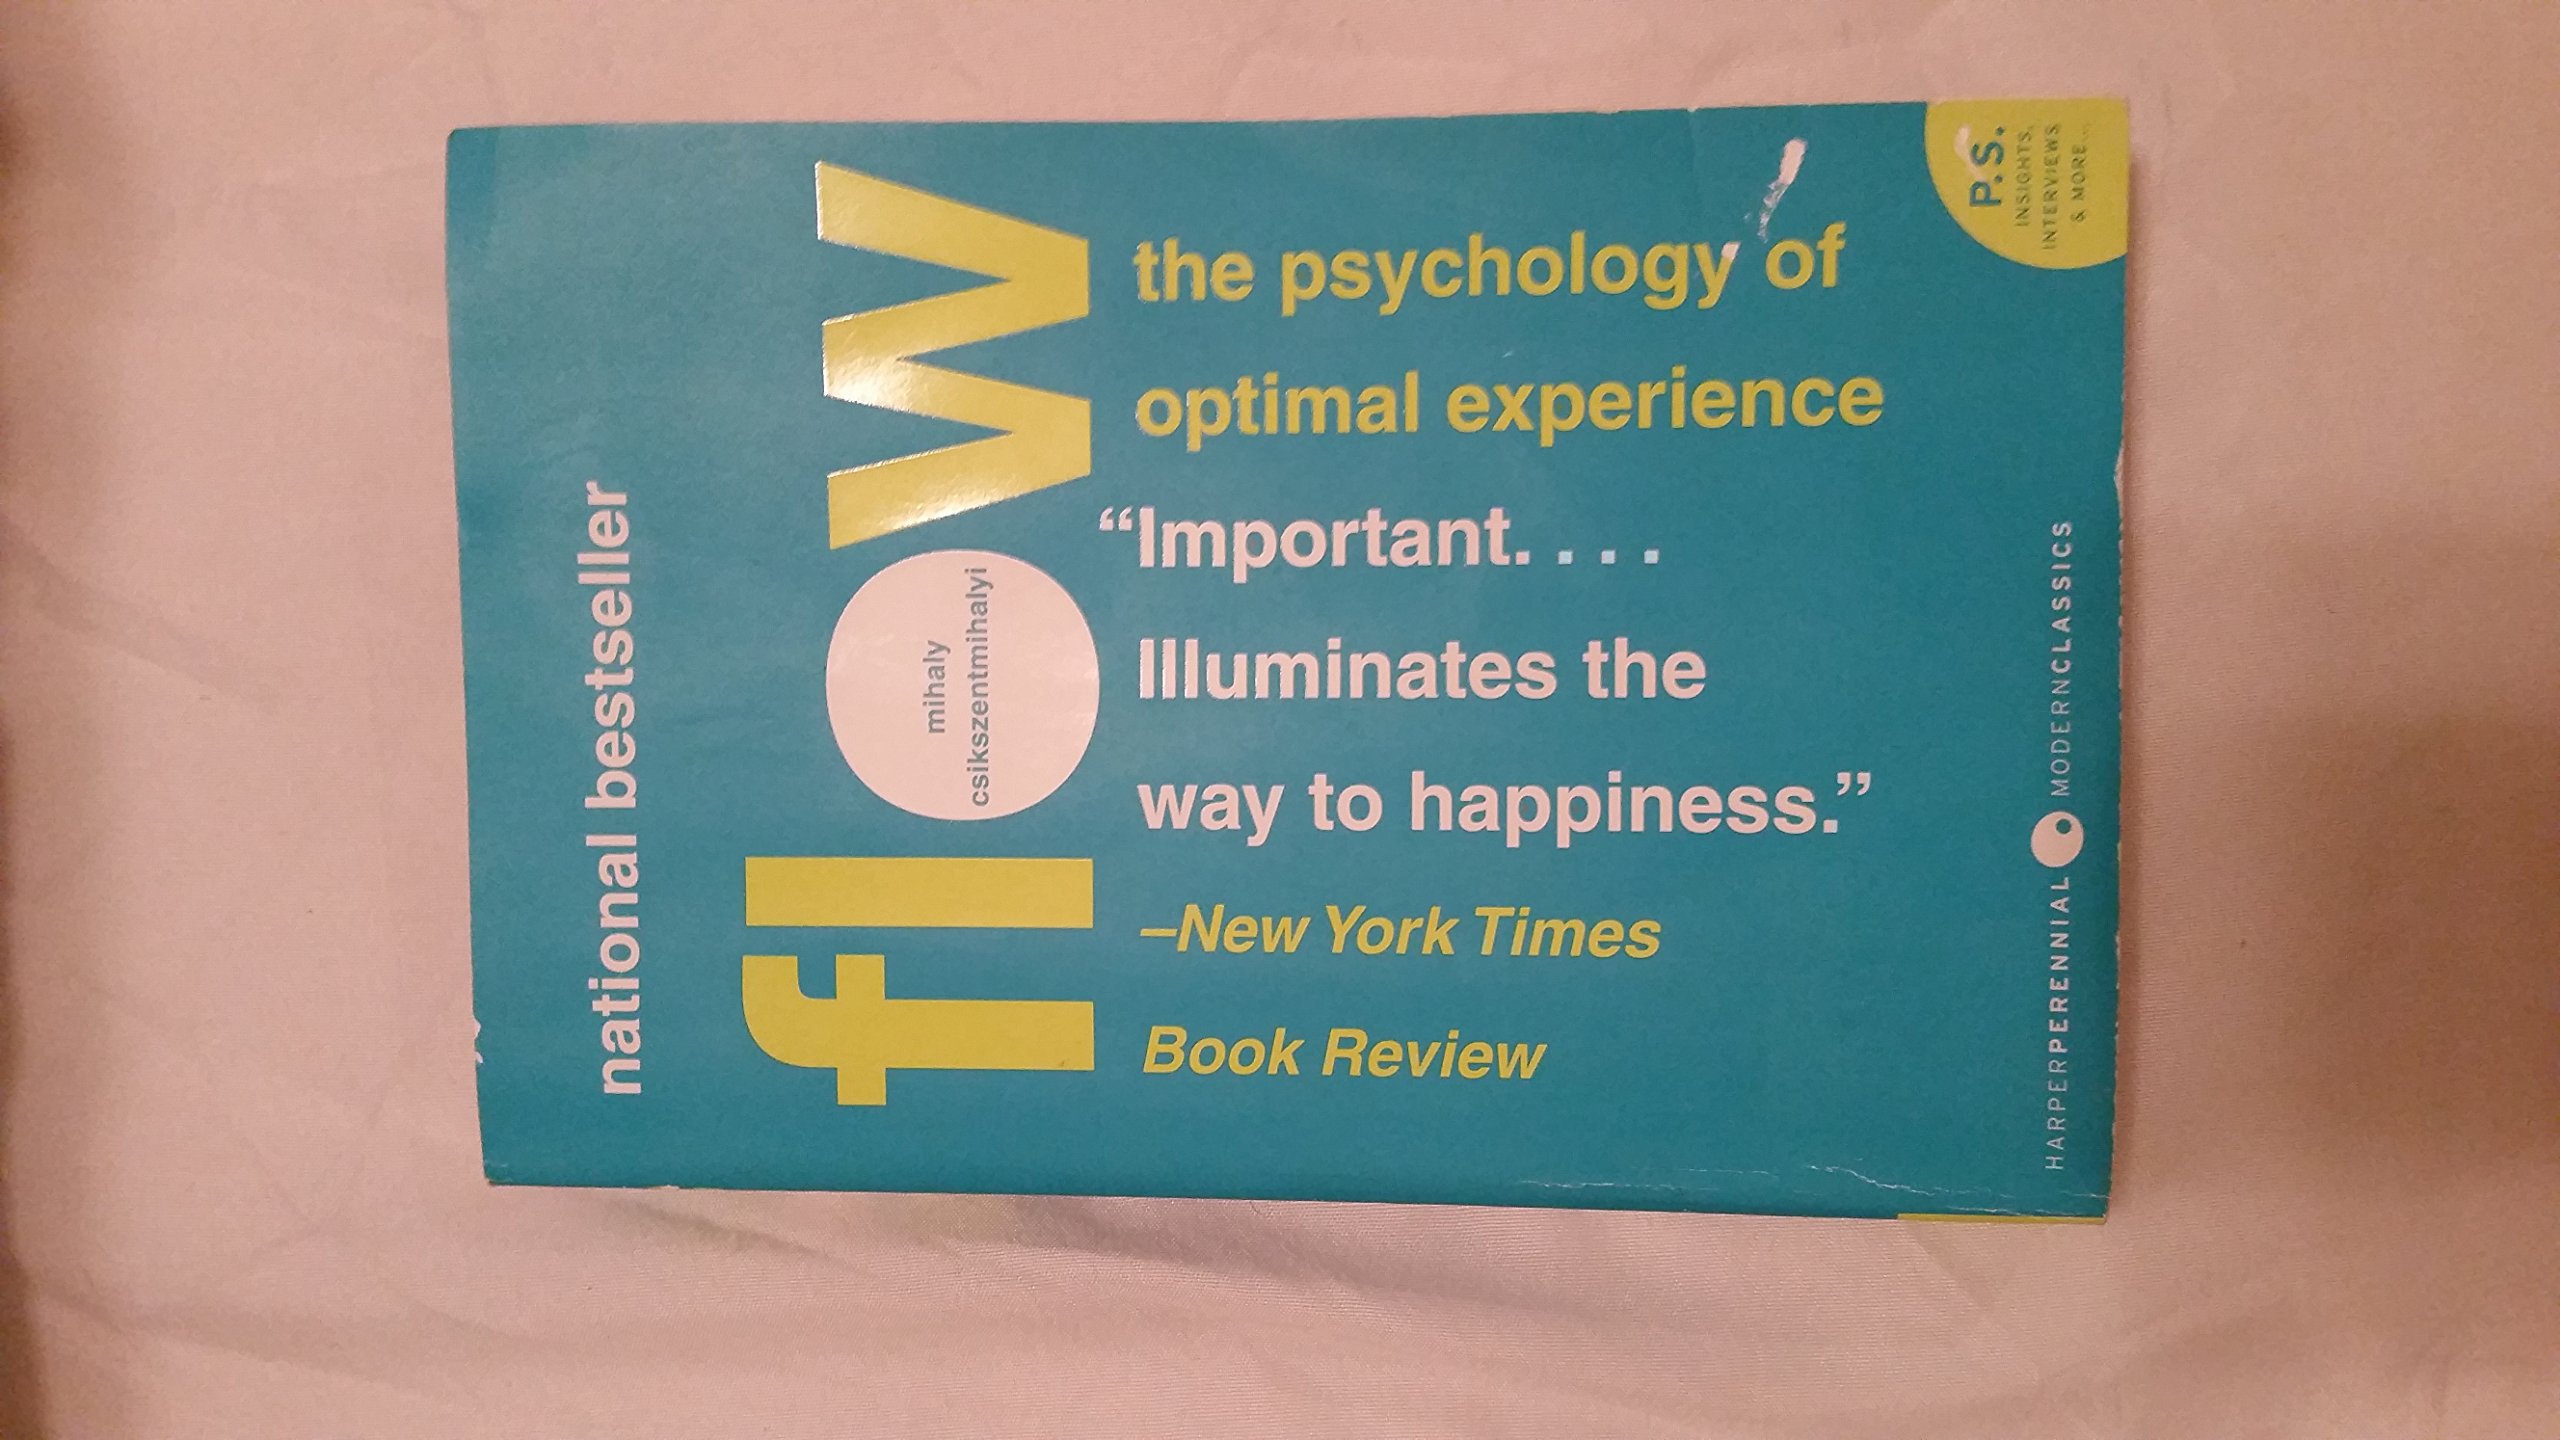 national bestseller
flow
mihaly
csikszentmihalyi
the psychology of
optimal experience
“Important. . . .
Illuminates the
way to happiness.”
–New York Times
Book Review
HARPERPERENNIAL MODERNCLASSICS
P.S.
INSIGHTS,
INTERVIEWS
& MORE...